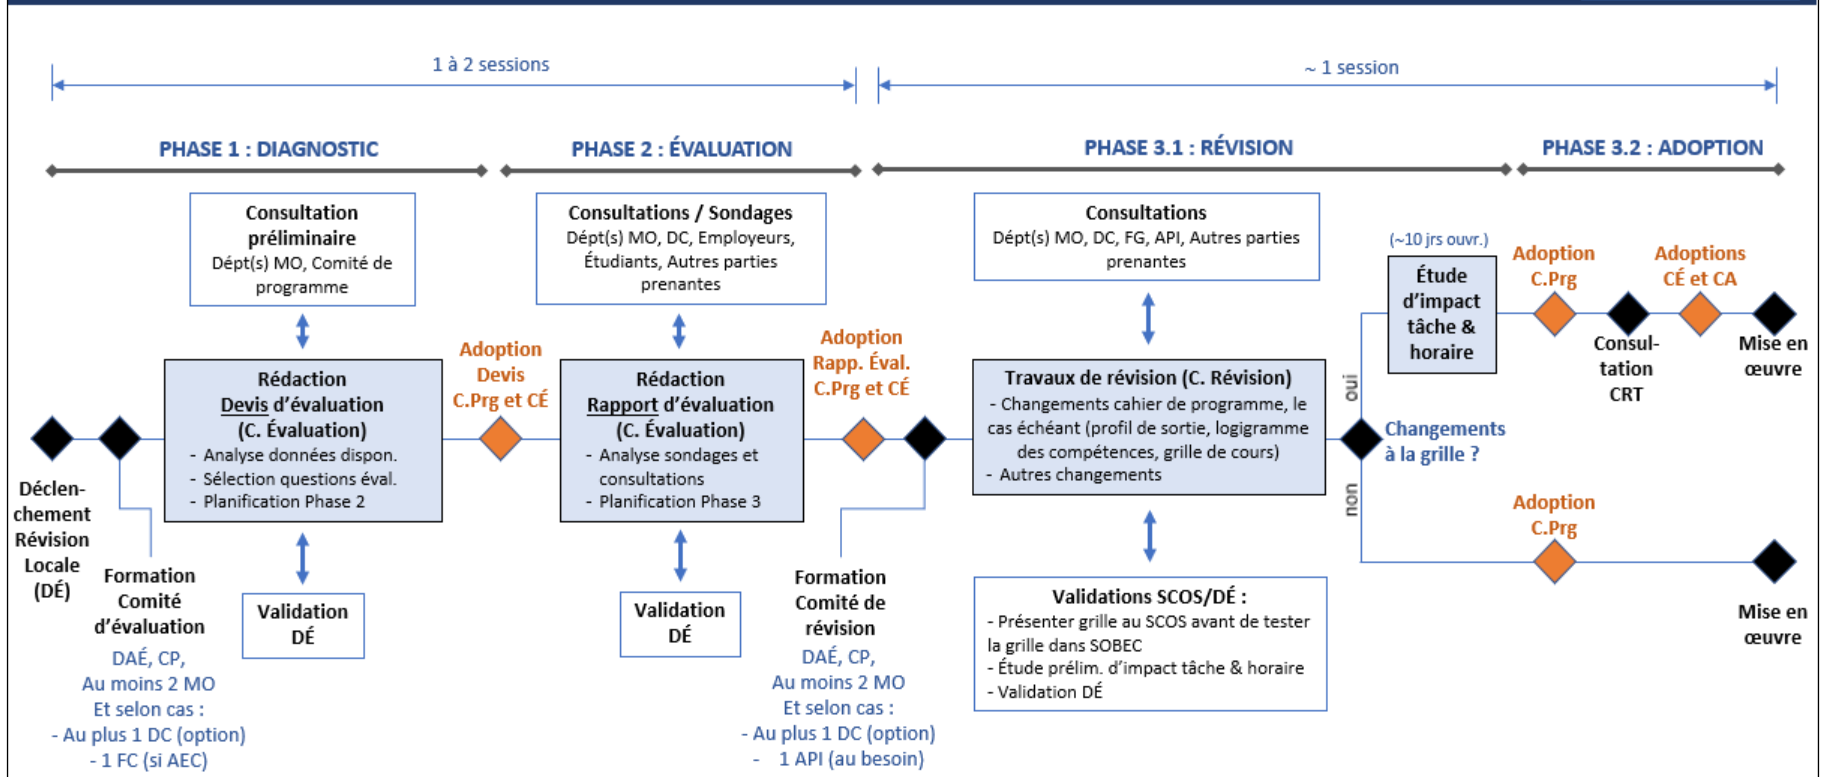 1 à 2 sessions
~ 1 session
PHASE 1 : DIAGNOSTIC
PHASE 2 : ÉVALUATION
PHASE 3.1 : RÉVISION
PHASE 3.2 : ADOPTION
Consultation
préliminaire
Dépt(s) MO, Comité de
programme
Consultations / Sondages
Dépt(s) MO, DC, Employeurs,
Étudiants, Autres parties
prenantes
Consultations
Dépt(s) MO, DC, FG, API, Autres parties
prenantes
Déclen-
chement
Révision
Locale
(DÉ)
Formation
Comité
d'évaluation
DAÉ, CP,
Au moins 2 MO
Et selon cas :
- Au plus 1 DC (option)
- 1 FC (si AEC)
Rédaction
Devis d'évaluation
(C. Évaluation)
- Analyse données dispon.
- Sélection questions éval.
- Planification Phase 2
Validation
DÉ
Adoption
Devis
C.Prg et CÉ
Rédaction
Rapport d'évaluation
(C. Évaluation)
- Analyse sondages et
consultations
- Planification Phase 3
Validation
DÉ
Adoption
Rapp. Éval.
C.Prg et CÉ
Formation
Comité de
révision
DAÉ, CP,
Au moins 2 MO
Et selon cas :
- Au plus 1 DC (option)
- 1 API (au besoin)
Travaux de révision (C. Révision)
- Changements cahier de programme, le
cas échéant (profil de sortie, logigramme
des compétences, grille de cours)
- Autres changements
Validations SCOS/DÉ :
- Présenter grille au SCOS avant de tester
la grille dans SOBEC
- Étude prélim. d'impact tâche & horaire
- Validation DÉ
Changements
à la grille ?
oui
(~10 jrs ouvr.)
Étude
d'impact
tâche &
horaire
Adoption
C.Prg
Consul-
tation
CRT
Adoptions
CÉ et CA
Mise en
œuvre
non
Adoption
C.Prg
Mise en
œuvre